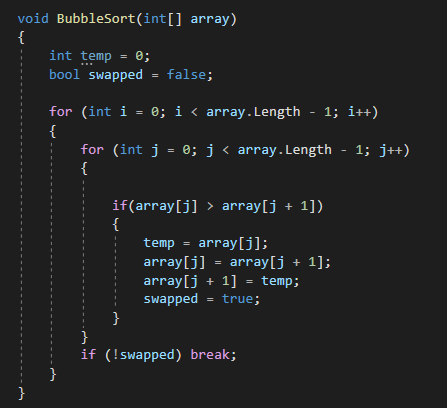 void BubbleSort(int[] array)
{
    int temp = 0;
    bool swapped = false;

    for (int i = 0; i < array.Length - 1; i++)
    {
        for (int j = 0; j < array.Length - 1; j++)
        {

            if(array[j] > array[j + 1])
            {
                temp = array[j];
                array[j] = array[j + 1];
                array[j + 1] = temp;
                swapped = true;
            }
        }
        if (!swapped) break;
    }
}